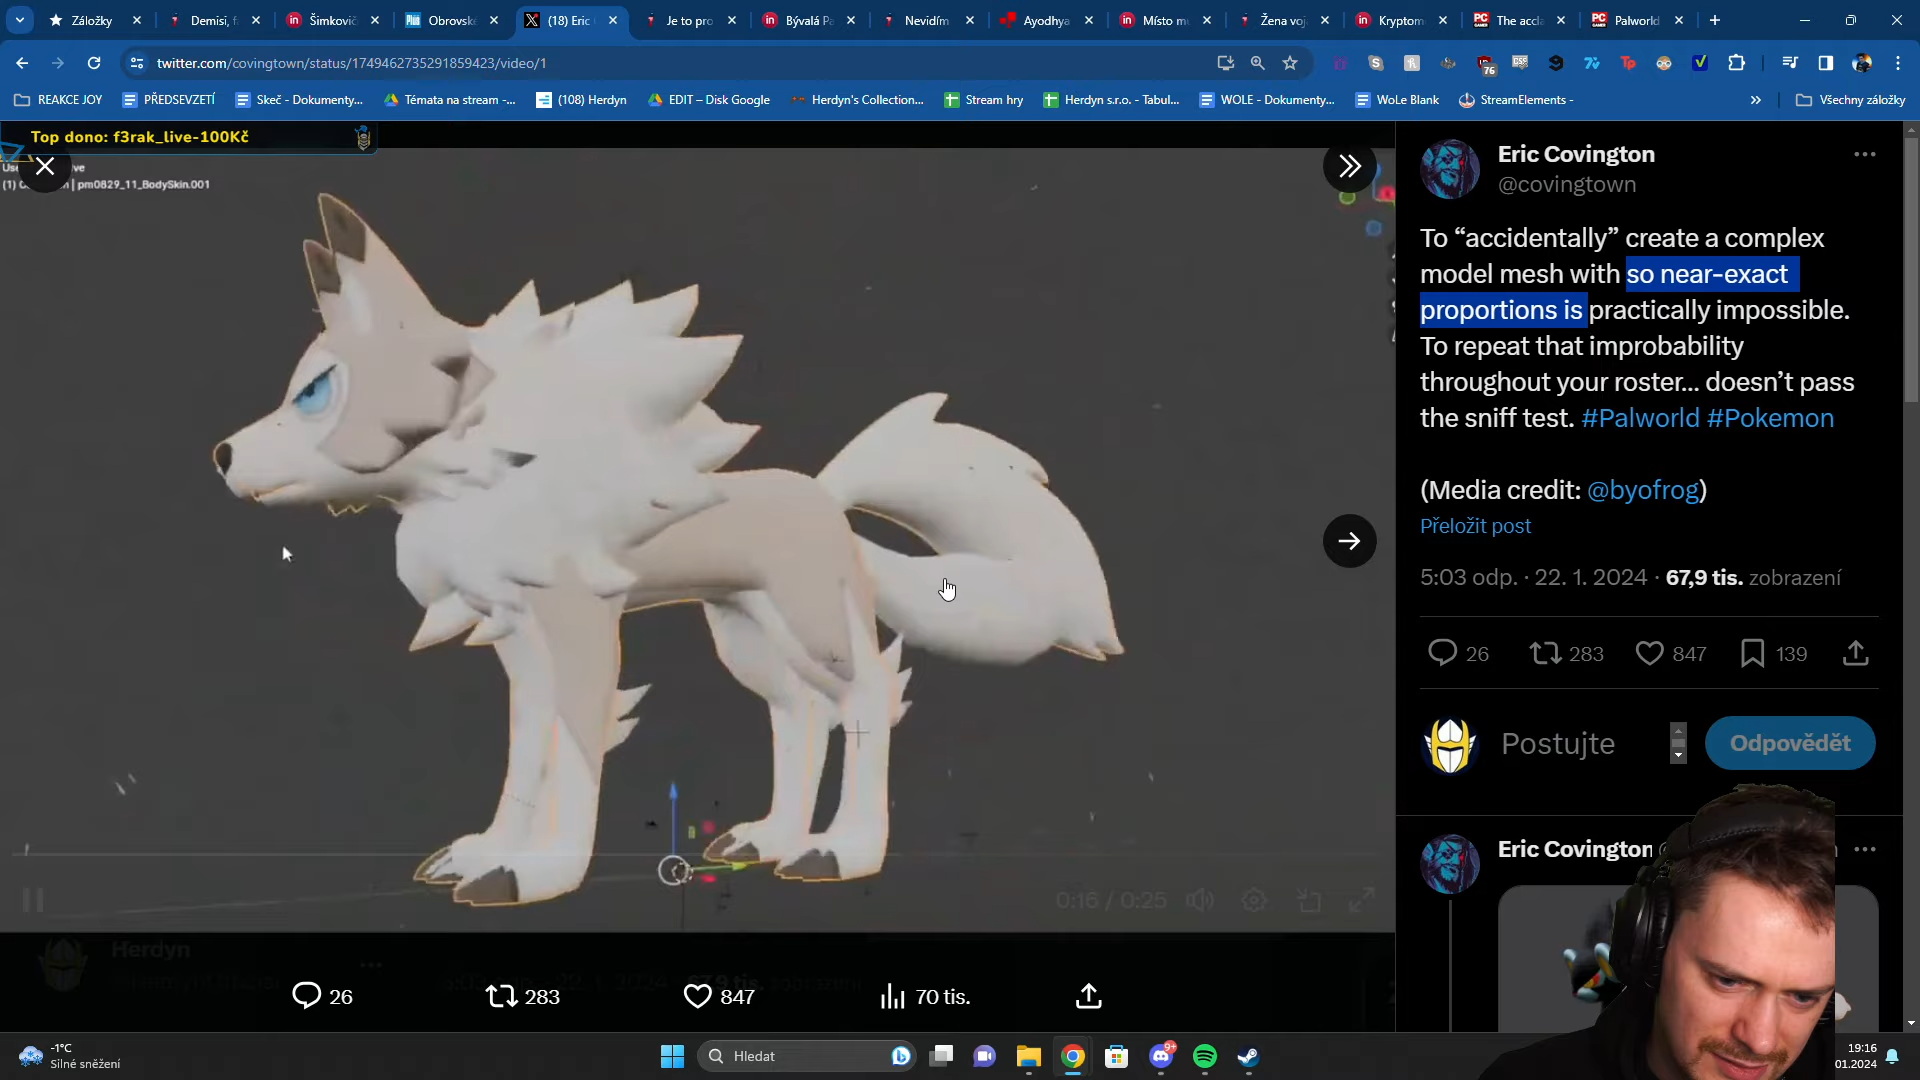 Záložky
Demisi, f
Šimkovič
Obrovsk
(18) Eric
Je to pro
Bývalá Pa
Nevidím
Ayodhya
Místo m
Žena voj
Kryptom
The accla
Palworld
twitter.com/covingtown/status/1749462735291859423/video/1
76
REAKCE JOY
PŘEDSEVZETÍ
Skeč - Dokumenty...
Témata na stream -...
(108) Herdyn
EDIT – Disk Google
Herdyn's Collection...
Stream hry
Herdyn s.r.o. - Tabul...
WOLE - Dokumenty...
WoLe Blank
StreamElements -
Všechny záložky
Top dono: f3rak_live-100Kč
pm0829_11_BodySkin.001
Eric Covington
@covingtown
To “accidentally” create a complex
model mesh with so near-exact
proportions is practically impossible.
To repeat that improbability
throughout your roster... doesn’t pass
the sniff test. #Palworld #Pokemon
(Media credit: @byofrog)
Přeložit post
5:03 odp. · 22. 1. 2024 · 67,9 tis. zobrazení
26
283
847
139
Postujte
Odpovědět
Eric Covington
0:16 / 0:25
Herdyn
26
283
847
70 tis.
-1°C
Silné sněžení
Hledat
9+
19:16
01.2024